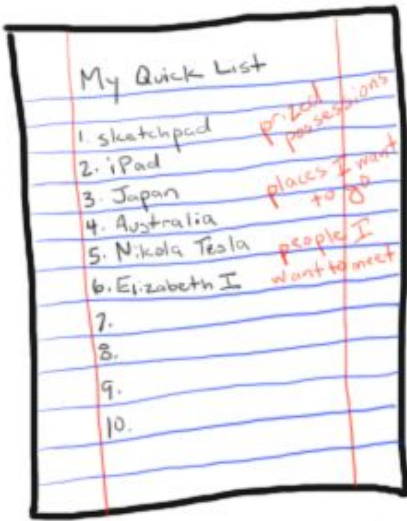 My Quick List
1. sketchpad
2. iPad
3. Japan
4. Australia
5. Nikola Tesla
6. Elizabeth I
7.
8.
9.
10.
prized
possessions
places I want
to go
people I
want to meet